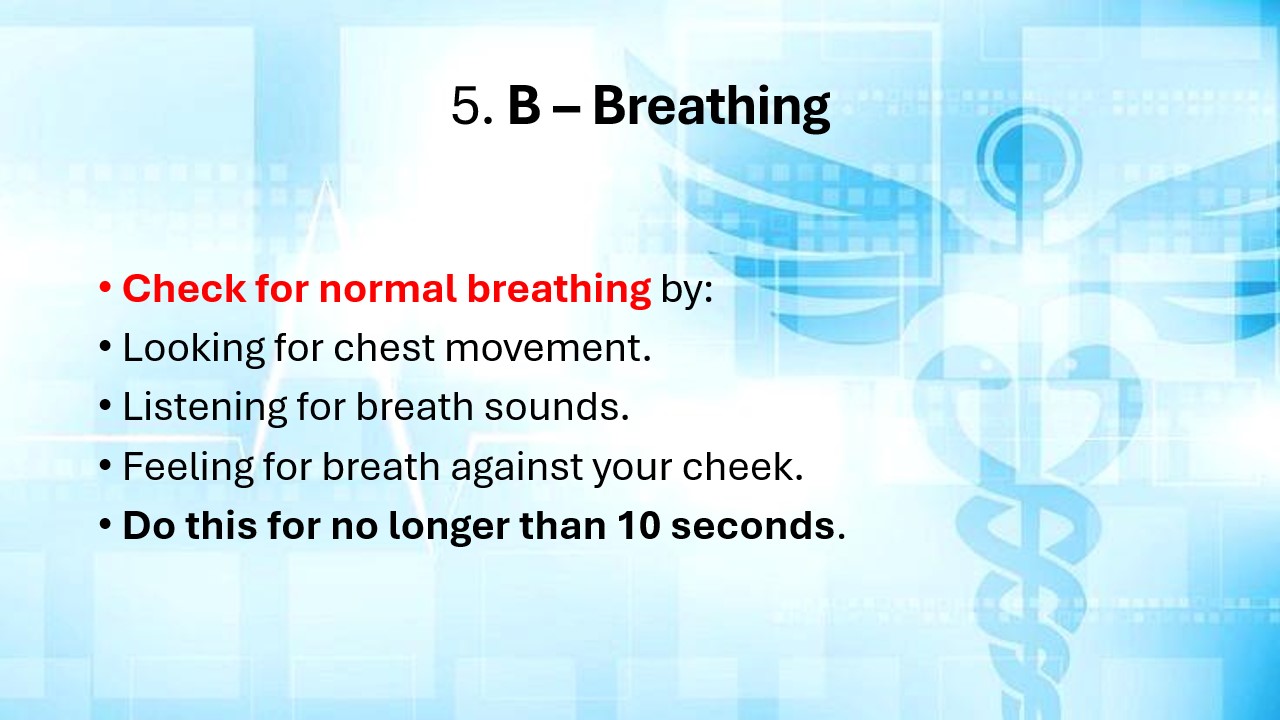 5. B – Breathing
• Check for normal breathing by:
• Looking for chest movement.
• Listening for breath sounds.
• Feeling for breath against your cheek.
• Do this for no longer than 10 seconds.